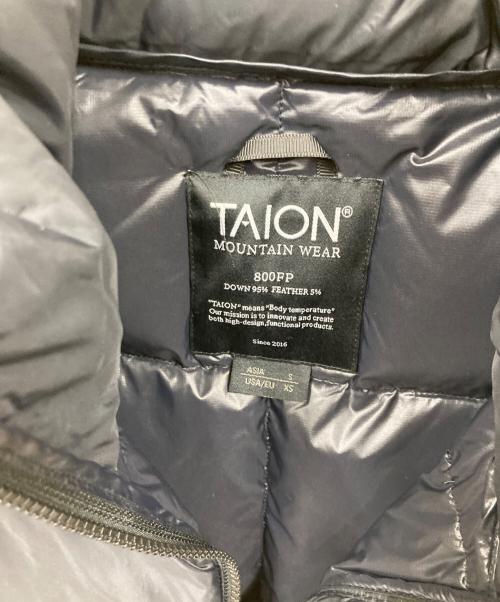 TAION®
MOUNTAIN WEAR
800FP
DOWN 95% FEATHER 5%
"TAION" means "Body temperature"
Our mission is to innovate and create
both high-design,functional products.
Since 2016
ASIA S
USA/EU XS